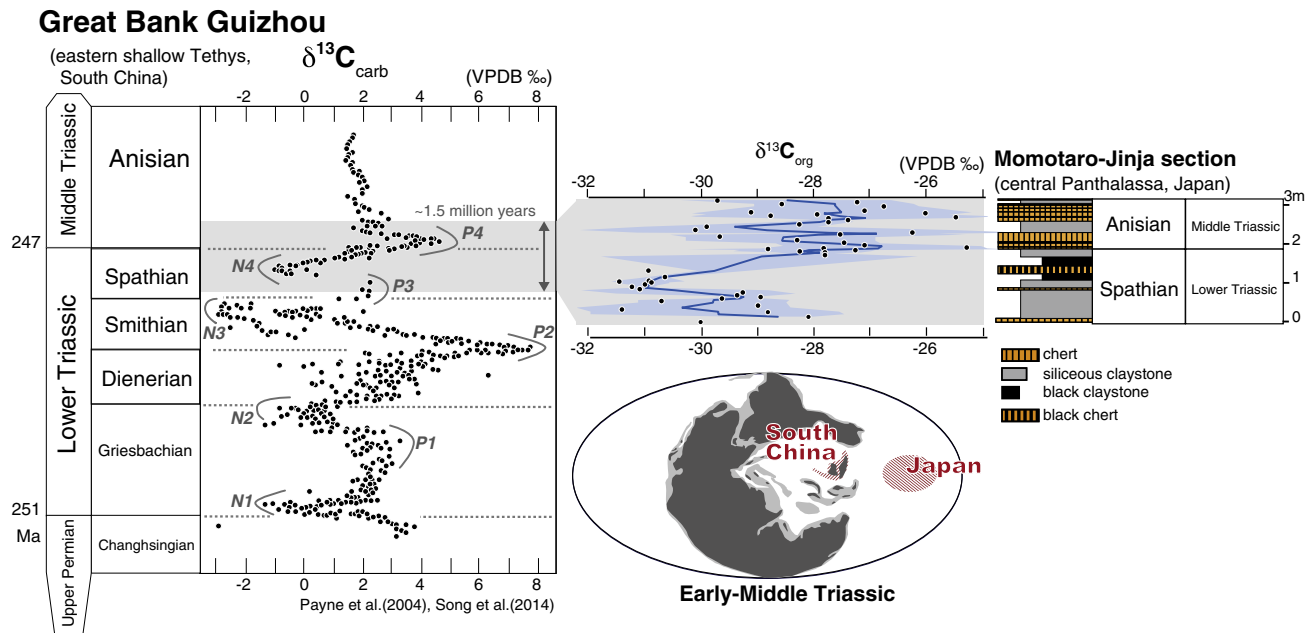 Great Bank Guizhou
(eastern shallow Tethys,
South China)
δ13Ccarb
(VPDB ‰)
-2 0 2 4 6 8
Middle Triassic
Anisian
247
Lower Triassic
Spathian
Smithian
Dienerian
Griesbachian
251
Ma
Upper Permian
Changhsingian
~1.5 million years
P4
N4
P3
N3
P2
N2
P1
N1
-2 0 2 4 6 8
Payne et al.(2004), Song et al.(2014)
δ13Corg
(VPDB ‰)
-32 -30 -28 -26
-32 -30 -28 -26
Momotaro-Jinja section
(central Panthalassa, Japan)
3m
Anisian
Middle Triassic
2
Spathian
Lower Triassic
1
0
chert
siliceous claystone
black claystone
black chert
South
China
Japan
Early-Middle Triassic